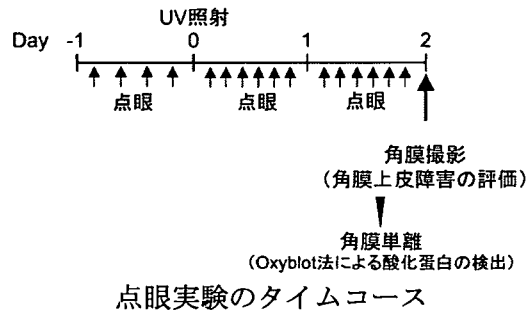 UV照射
Day -1 0 1 2
点眼 点眼 点眼
角膜撮影
(角膜上皮障害の評価)
角膜単離
(Oxyblot法による酸化蛋白の検出)
点眼実験のタイムコース